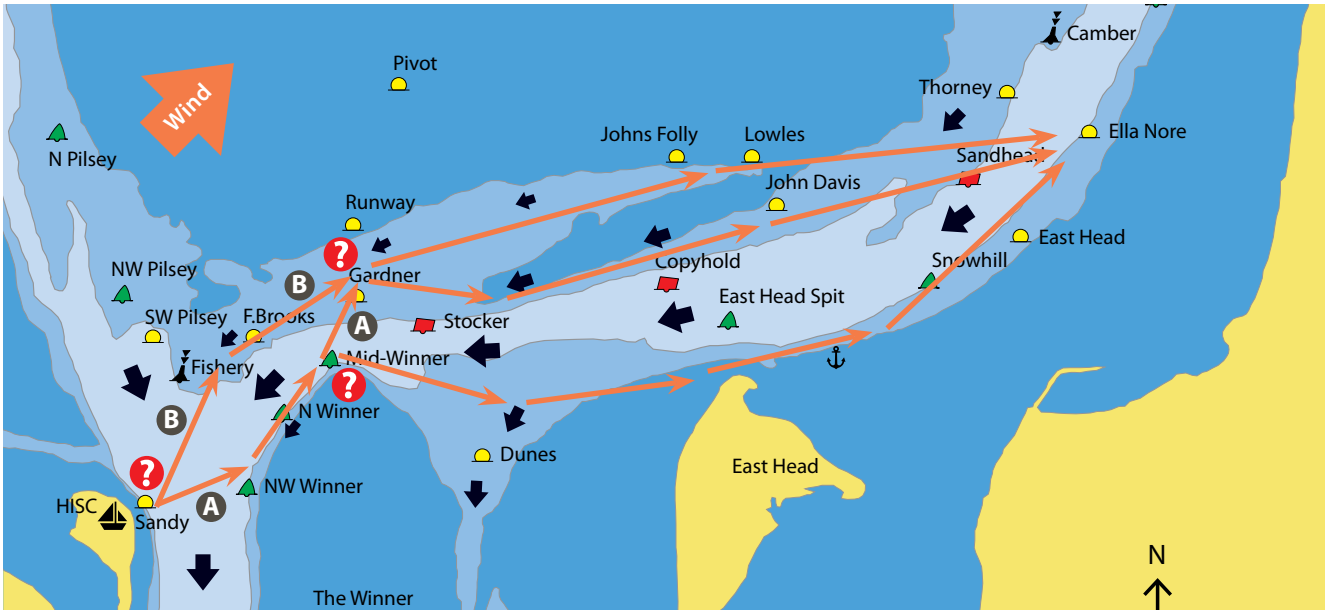 Camber
Pivot
Thorney
Wind
N Pilsey
Johns Folly
Lowles
Ella Nore
Sandhead
John Davis
Runway
East Head
?
NW Pilsey
Gardner
Copyhold
Snowhill
B
East Head Spit
SW Pilsey
F.Brooks
A
Stocker
Fishery
Mid-Winner
?
B
N Winner
Dunes
?
East Head
NW Winner
HISC
A
Sandy
N
The Winner